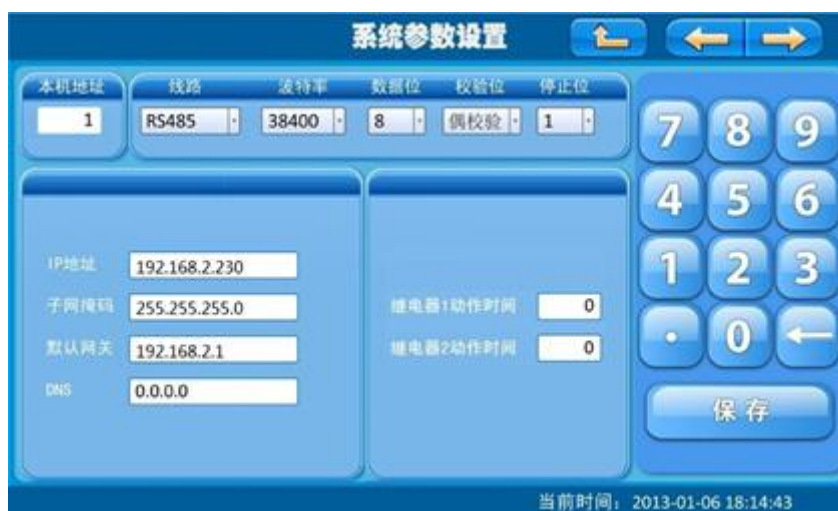 系统参数设置
本机地址 线路 波特率 数据位 校验位 停止位
1 RS485 38400 8 偶校验 1
7 8 9
4 5 6
1 2 3
· 0 ←
保存
IP地址 192.168.2.230
子网掩码 255.255.255.0
默认网关 192.168.2.1
DNS 0.0.0.0
继电器1动作时间 0
继电器2动作时间 0
当前时间：2013-01-06 18:14:43